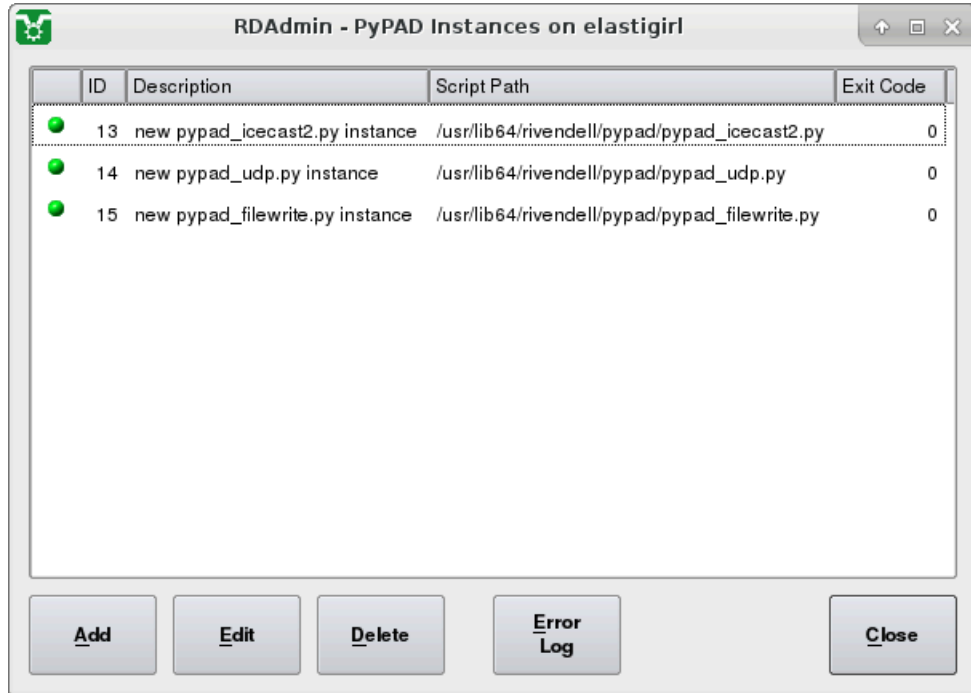 RDAdmin - PyPAD Instances on elastigirl
ID Description Script Path Exit Code
13 new pypad_icecast2.py instance /usr/lib64/rivendell/pypad/pypad_icecast2.py 0
14 new pypad_udp.py instance /usr/lib64/rivendell/pypad/pypad_udp.py 0
15 new pypad_filewrite.py instance /usr/lib64/rivendell/pypad/pypad_filewrite.py 0
Add Edit Delete Error Log Close